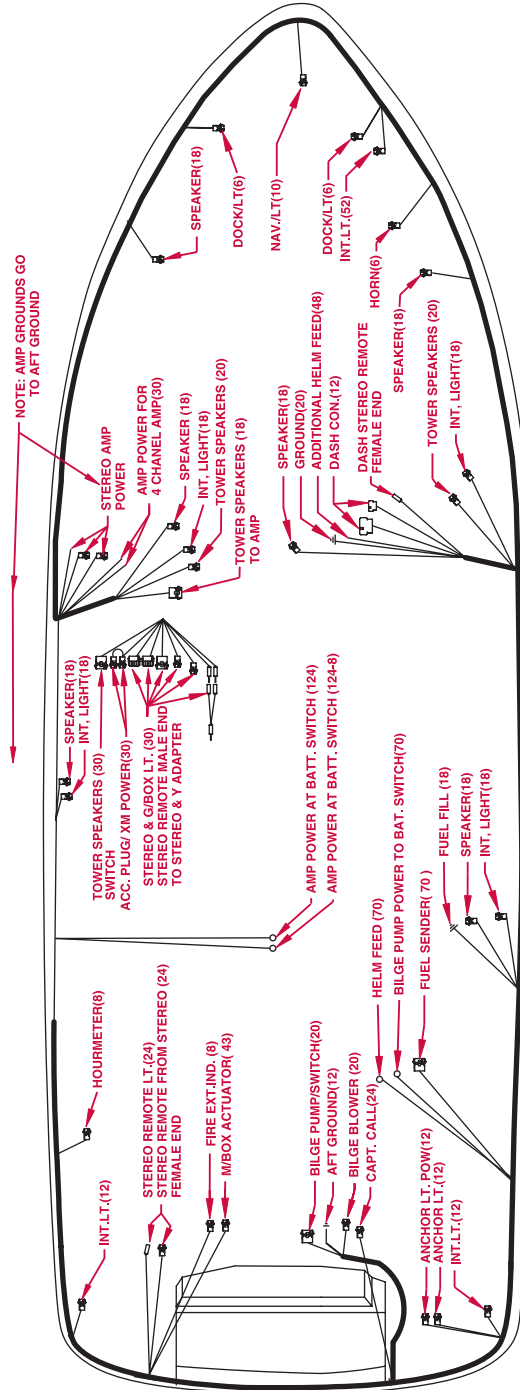 NOTE: AMP GROUNDS GO
TO AFT GROUND
SPEAKER(18)
DOCK/LT(6)
NAV./LT(10)
DOCK/LT(6)
INT.LT.(52)
HORN(6)
SPEAKER(18)
TOWER SPEAKERS (20)
INT, LIGHT(18)
STEREO AMP
POWER
AMP POWER FOR
4 CHANEL AMP(30)
SPEAKER (18)
INT, LIGHT(18)
TOWER SPEAKERS (20)
TOWER SPEAKERS (18)
TO AMP
SPEAKER(18)
GROUND(20)
ADDITIONAL HELM FEED(48)
DASH CON.(12)
DASH STEREO REMOTE
FEMALE END
SPEAKER(18)
INT, LIGHT(18)
TOWER SPEAKERS (30)
SWITCH
ACC. PLUG/ XM POWER(30)
STEREO & G/BOX LT. (30)
STEREO REMOTE MALE END
TO STEREO & Y ADAPTER
AMP POWER AT BATT. SWITCH (124)
AMP POWER AT BATT. SWITCH (124-8)
FUEL FILL (18)
SPEAKER(18)
INT, LIGHT(18)
HELM FEED (70)
BILGE PUMP POWER TO BAT. SWITCH(70)
FUEL SENDER( 70 )
HOURMETER(8)
INT.LT.(12)
STEREO REMOTE LT.(24)
STEREO REMOTE FROM STEREO (24)
FEMALE END
FIRE EXT.IND. (8)
M/BOX ACTUATOR( 43)
BILGE PUMP/SWITCH(20)
AFT GROUND(12)
BILGE BLOWER (20)
CAPT. CALL(24)
ANCHOR LT. POW(12)
ANCHOR LT.(12)
INT.LT.(12)